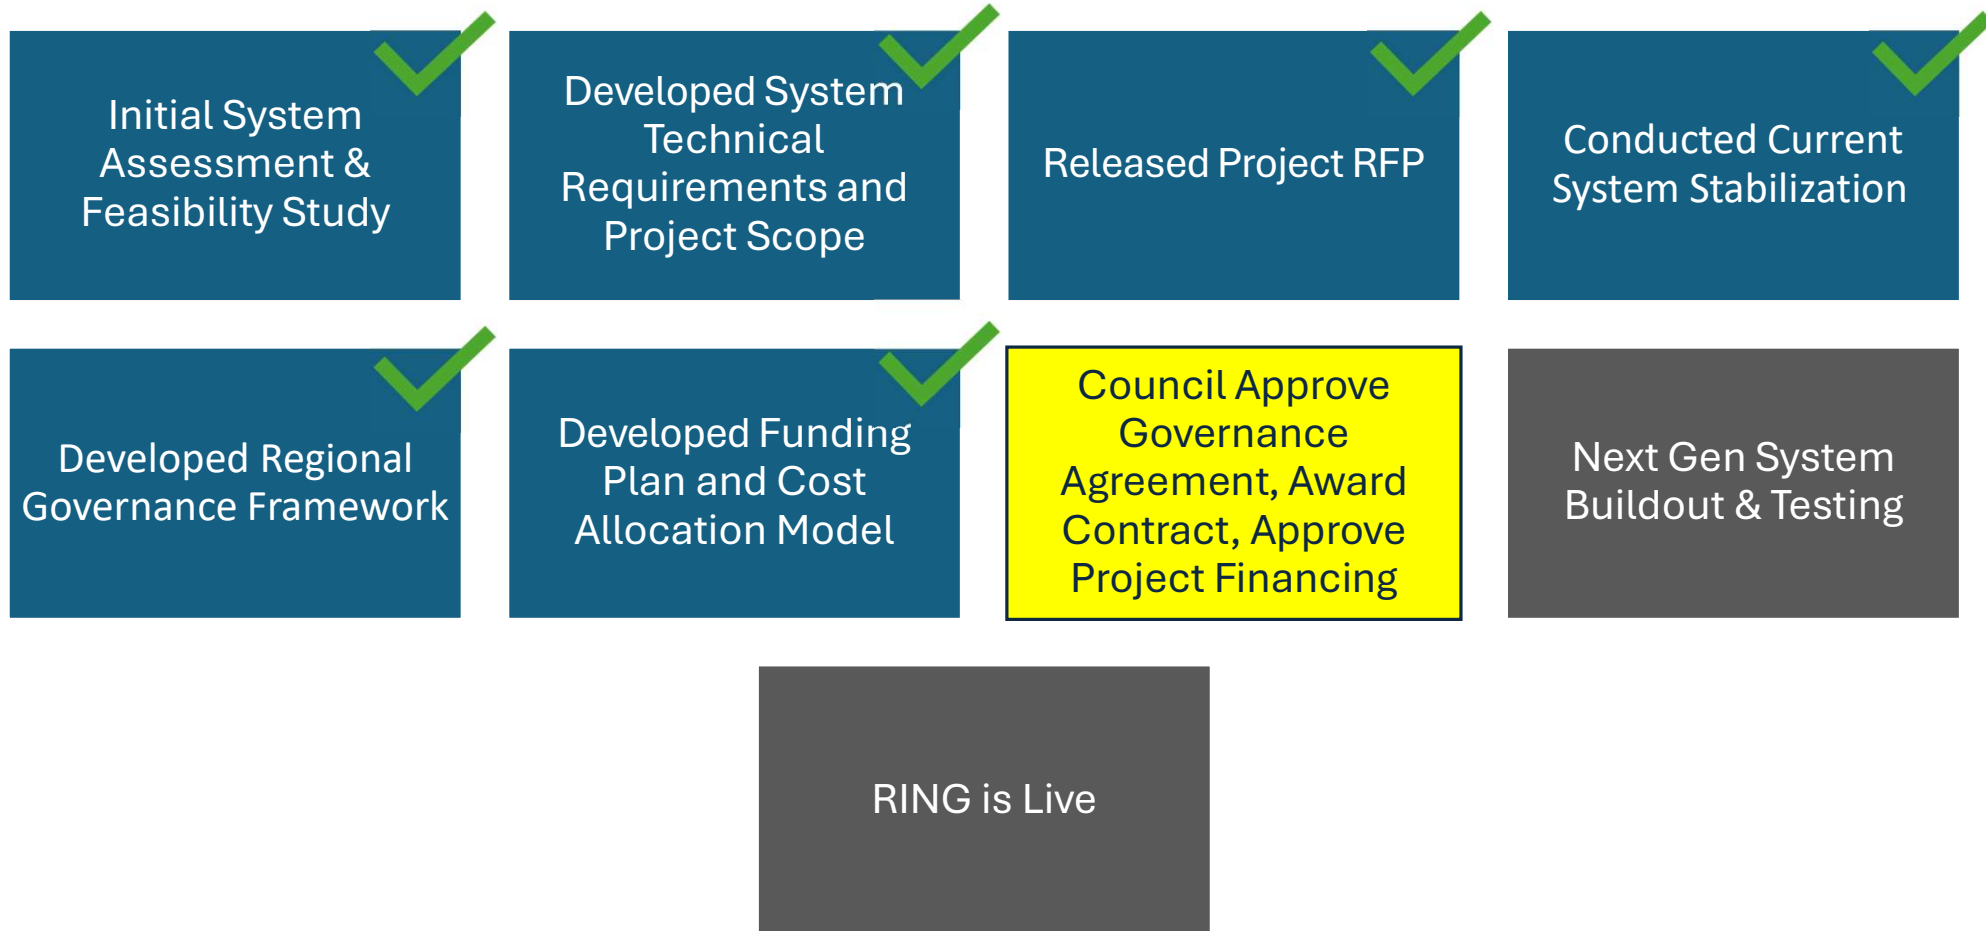 Initial System
Assessment &
Feasibility Study
Developed System
Technical
Requirements and
Project Scope
Released Project RFP
Conducted Current
System Stabilization
Developed Regional
Governance Framework
Developed Funding
Plan and Cost
Allocation Model
Council Approve
Governance
Agreement, Award
Contract, Approve
Project Financing
Next Gen System
Buildout & Testing
RING is Live